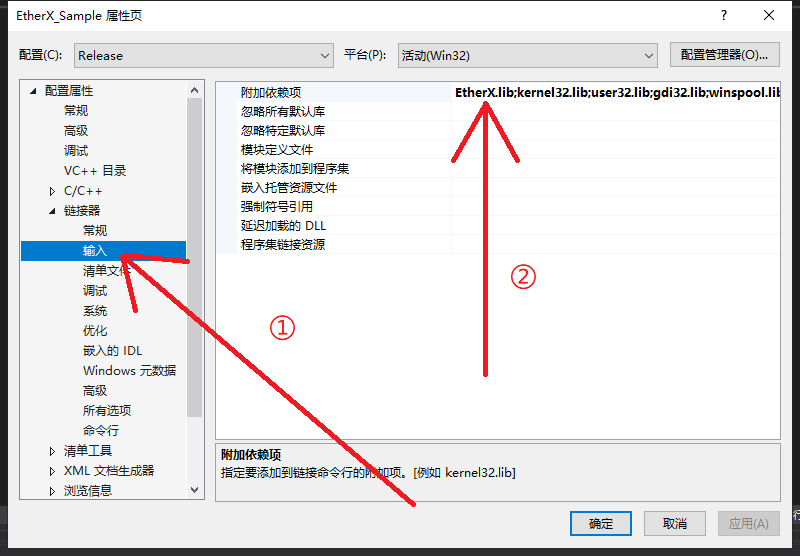 EtherX_Sample 属性页
配置(C): Release 平台(P): 活动(Win32) 配置管理器(O)...
配置属性
常规
高级
调试
VC++ 目录
C/C++
链接器
常规
输入
清单文件
调试
系统
优化
嵌入的 IDL
Windows 元数据
高级
所有选项
命令行
清单工具
XML 文档生成器
浏览信息
附加依赖项 EtherX.lib;kernel32.lib;user32.lib;gdi32.lib;winspool.lib
忽略所有默认库
忽略特定默认库
模块定义文件
将模块添加到程序集
嵌入托管资源文件
强制符号引用
延迟加载的 DLL
程序集链接资源
②
①
附加依赖项
指定要添加到链接命令行的附加项。[例如 kernel32.lib]
确定 取消 应用(A)
行